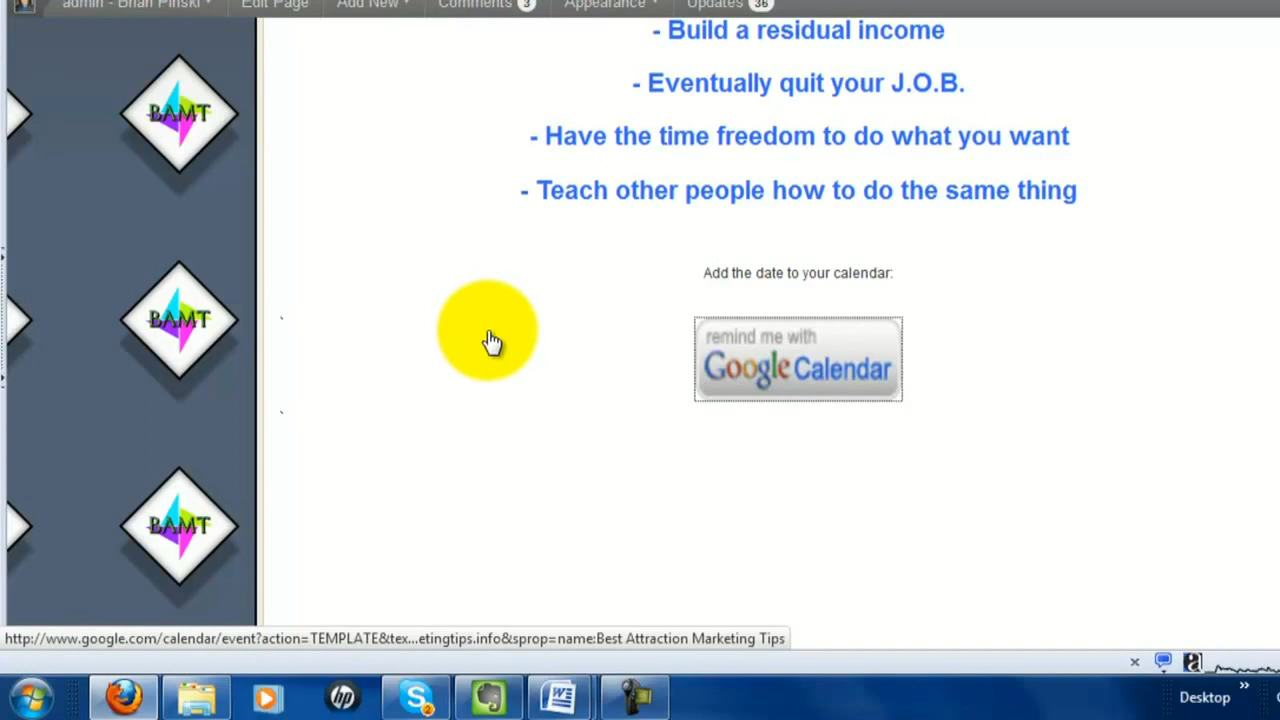 admin - Brian Pinski
Edit Page
Add New
Comments 3
Appearance
Updates 36
- Build a residual income
- Eventually quit your J.O.B.
- Have the time freedom to do what you want
- Teach other people how to do the same thing
BAMT
BAMT
BAMT
Add the date to your calendar:
remind me with
Google Calendar
http://www.google.com/calendar/event?action=TEMPLATE&tex...etingtips.info&sprop=name:Best Attraction Marketing Tips
a
hp
S 2
W
Desktop »